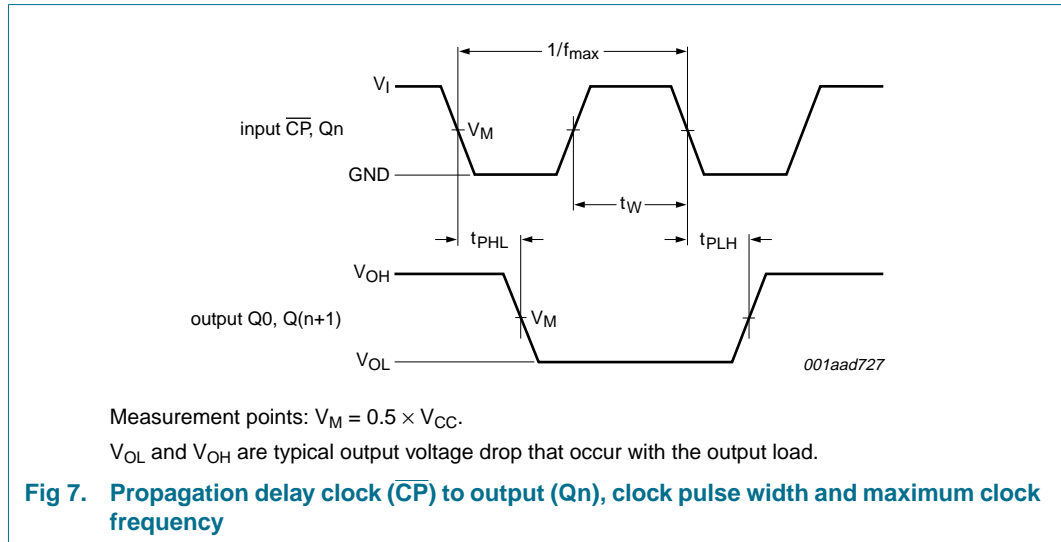 1/fmax
VI
input C̅P̅, Qn
VM
GND
tW
tPHL
tPLH
VOH
output Q0, Q(n+1)
VM
VOL
001aad727
Measurement points: VM = 0.5 × VCC.
VOL and VOH are typical output voltage drop that occur with the output load.
Fig 7. Propagation delay clock (C̅P̅) to output (Qn), clock pulse width and maximum clock
frequency